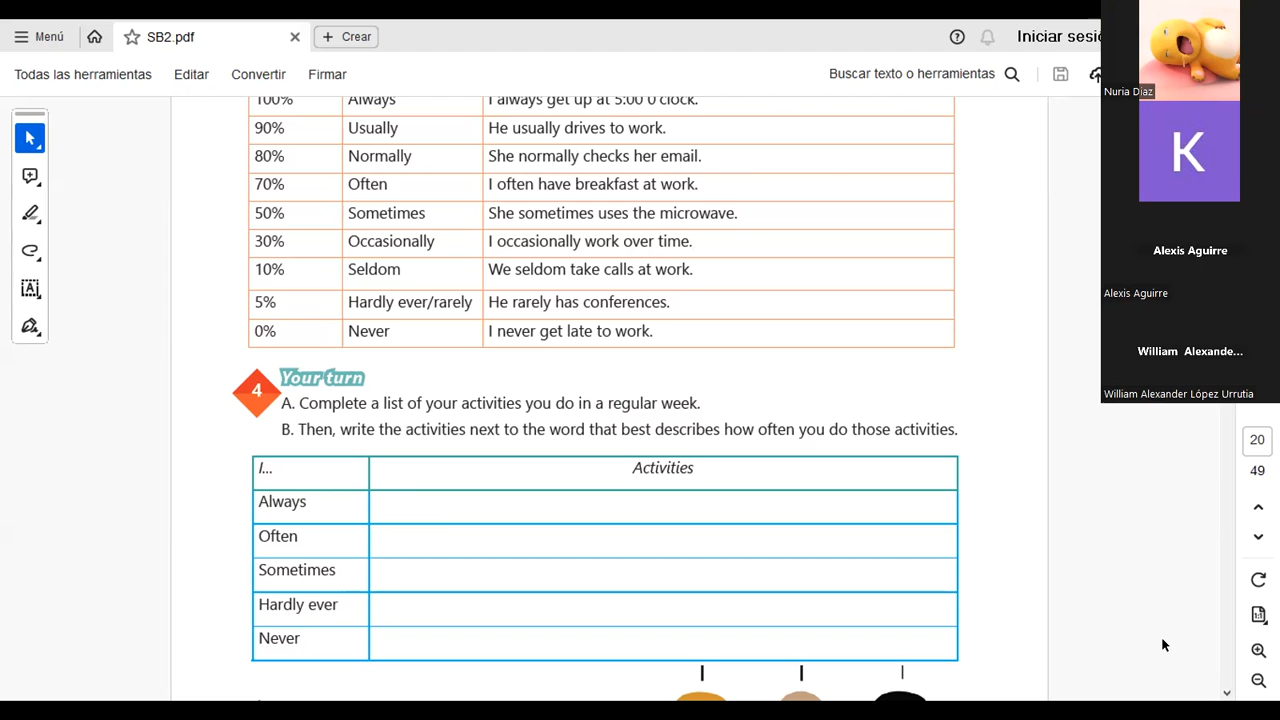 Menú
SB2.pdf
Crear
Iniciar sesió
Todas las herramientas
Editar
Convertir
Firmar
Buscar texto o herramientas
100% Always I always get up at 5:00 o'clock.
90% Usually He usually drives to work.
80% Normally She normally checks her email.
70% Often I often have breakfast at work.
50% Sometimes She sometimes uses the microwave.
30% Occasionally I occasionally work over time.
10% Seldom We seldom take calls at work.
5% Hardly ever/rarely He rarely has conferences.
0% Never I never get late to work.
4 Your turn
A. Complete a list of your activities you do in a regular week.
B. Then, write the activities next to the word that best describes how often you do those activities.
I... Activities
Always
Often
Sometimes
Hardly ever
Never
Nuria Diaz
K
Alexis Aguirre
Alexis Aguirre
William Alexande...
William Alexander López Urrutia
20
49